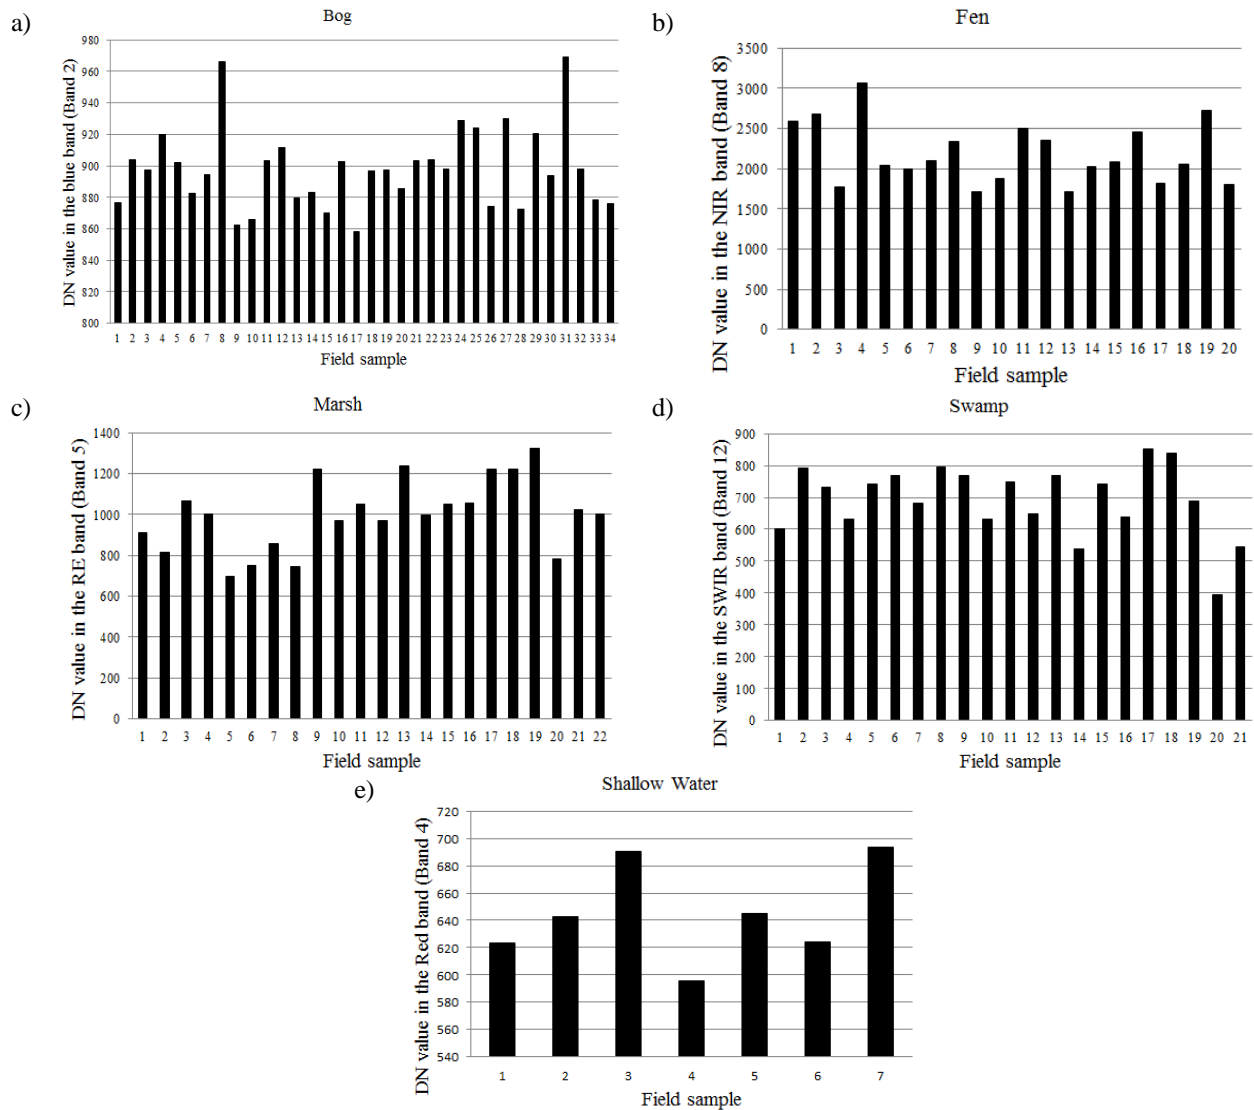 a)
Bog
DN value in the blue band (Band 2)
980
960
940
920
900
880
860
840
820
800
1 2 3 4 5 6 7 8 9 10 11 12 13 14 15 16 17 18 19 20 21 22 23 24 25 26 27 28 29 30 31 32 33 34
Field sample
b)
Fen
DN value in the NIR band (Band 8)
3500
3000
2500
2000
1500
1000
500
0
1 2 3 4 5 6 7 8 9 10 11 12 13 14 15 16 17 18 19 20
Field sample
c)
Marsh
DN value in the RE band (Band 5)
1400
1200
1000
800
600
400
200
0
1 2 3 4 5 6 7 8 9 10 11 12 13 14 15 16 17 18 19 20 21 22
Field sample
d)
Swamp
DN value in the SWIR band (Band 12)
900
800
700
600
500
400
300
200
100
0
1 2 3 4 5 6 7 8 9 10 11 12 13 14 15 16 17 18 19 20 21
Field sample
e)
Shallow Water
DN value in the Red band (Band 4)
720
700
680
660
640
620
600
580
560
540
1 2 3 4 5 6 7
Field sample